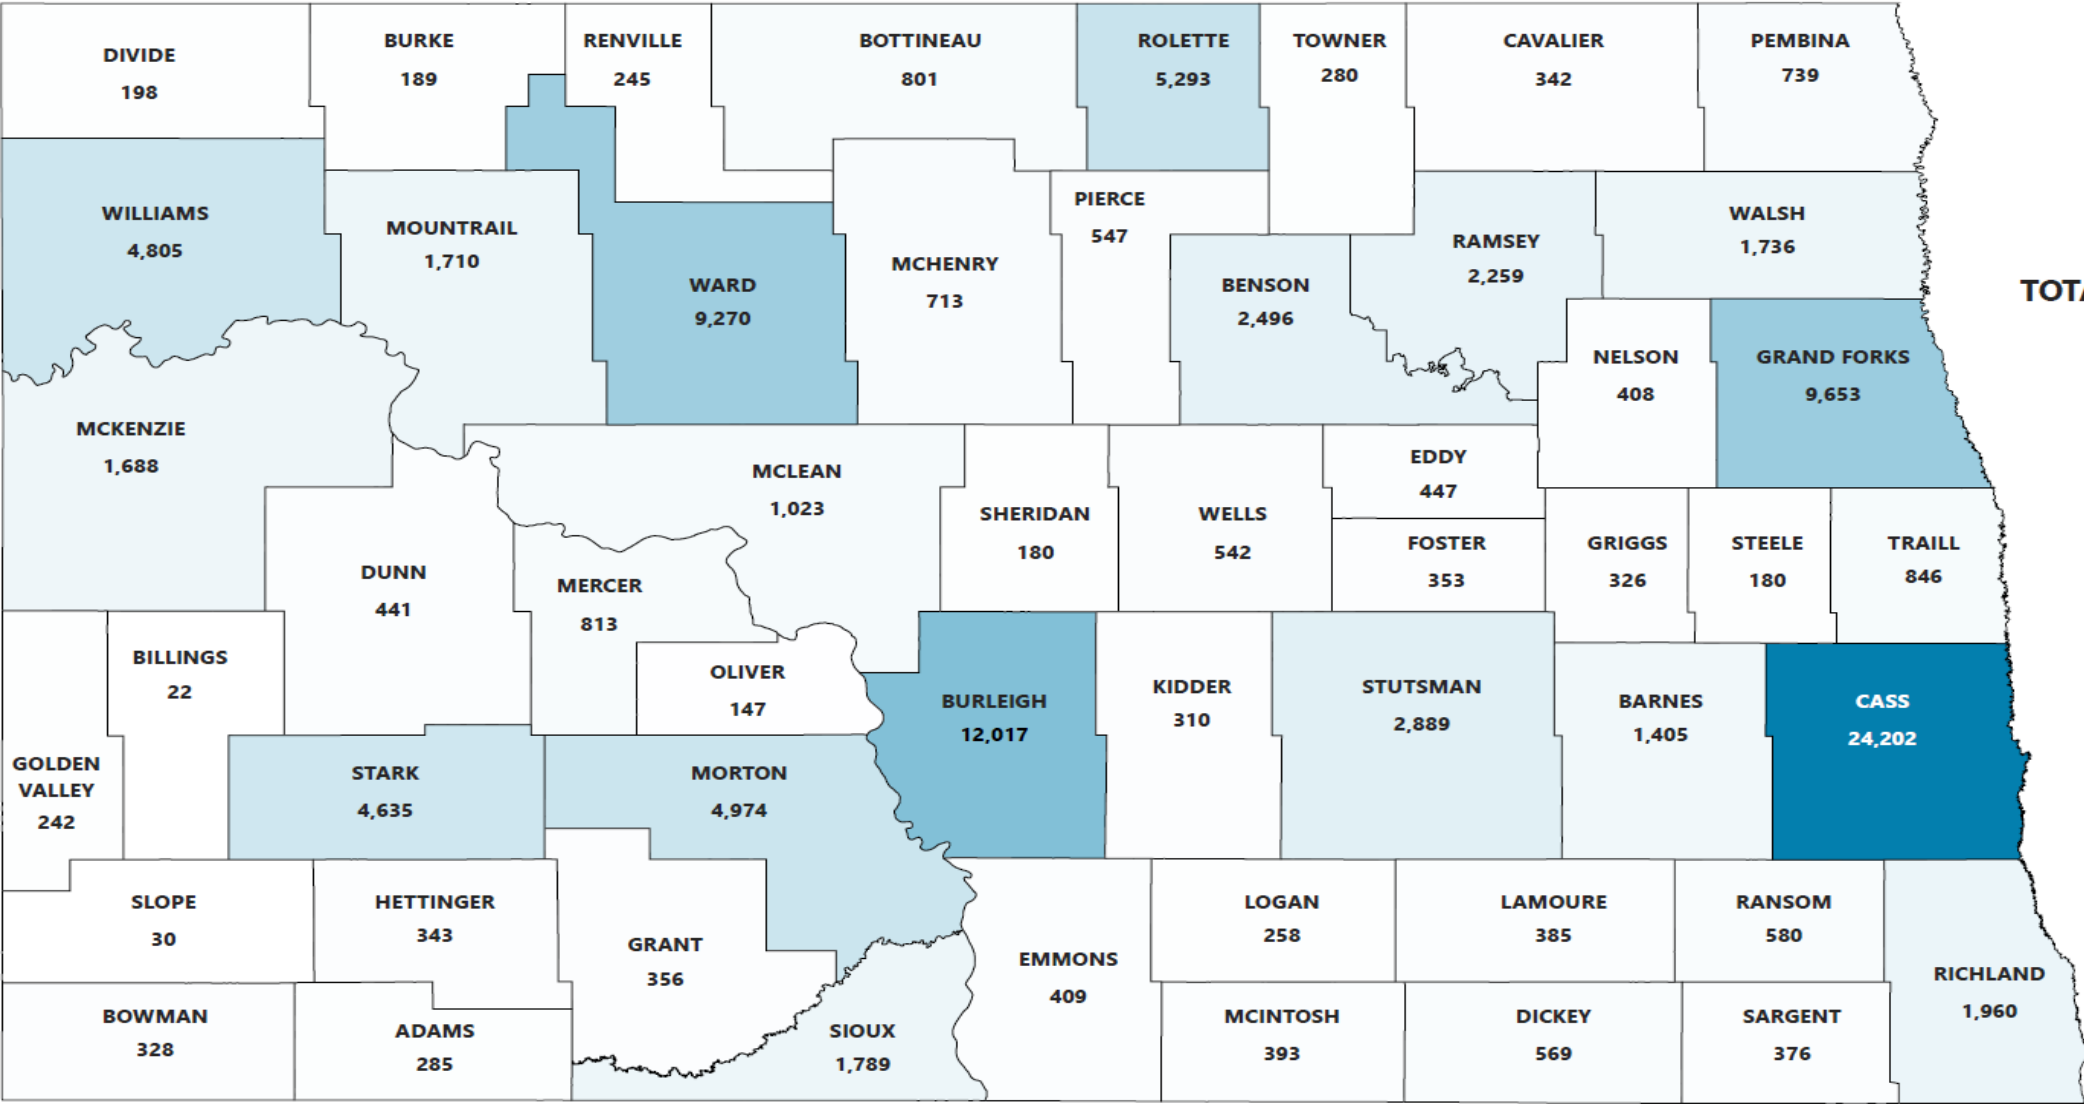 DIVIDE
198
BURKE
189
RENVILLE
245
BOTTINEAU
801
ROLETTE
5,293
TOWNER
280
CAVALIER
342
PEMBINA
739
WILLIAMS
4,805
MOUNTRAIL
1,710
WARD
9,270
MCHENRY
713
PIERCE
547
BENSON
2,496
RAMSEY
2,259
WALSH
1,736
TOTA
NELSON
408
GRAND FORKS
9,653
MCKENZIE
1,688
MCLEAN
1,023
SHERIDAN
180
WELLS
542
EDDY
447
FOSTER
353
GRIGGS
326
STEELE
180
TRAILL
846
DUNN
441
MERCER
813
BILLINGS
22
OLIVER
147
BURLEIGH
12,017
KIDDER
310
STUTSMAN
2,889
BARNES
1,405
CASS
24,202
GOLDEN
VALLEY
242
STARK
4,635
MORTON
4,974
SLOPE
30
HETTINGER
343
GRANT
356
EMMONS
409
LOGAN
258
LAMOURE
385
RANSOM
580
RICHLAND
1,960
BOWMAN
328
ADAMS
285
SIOUX
1,789
MCINTOSH
393
DICKEY
569
SARGENT
376